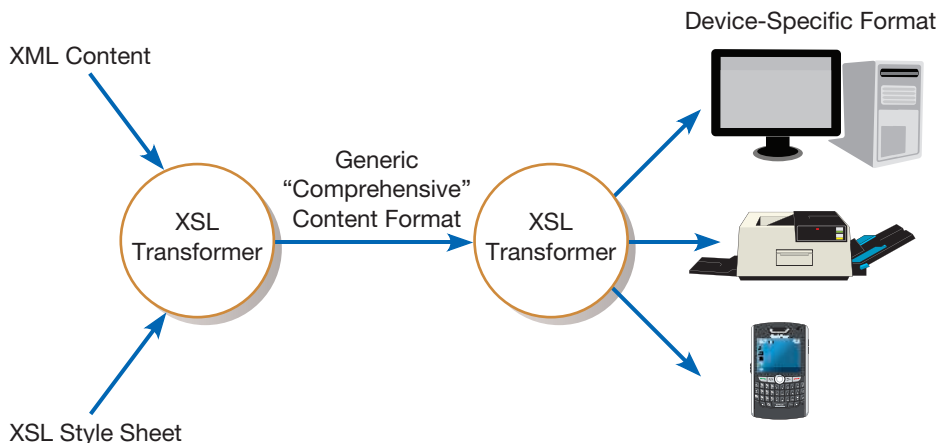 Device-Specific Format
XML Content
Generic
“Comprehensive”
Content Format
XSL
Transformer
XSL
Transformer
XSL Style Sheet